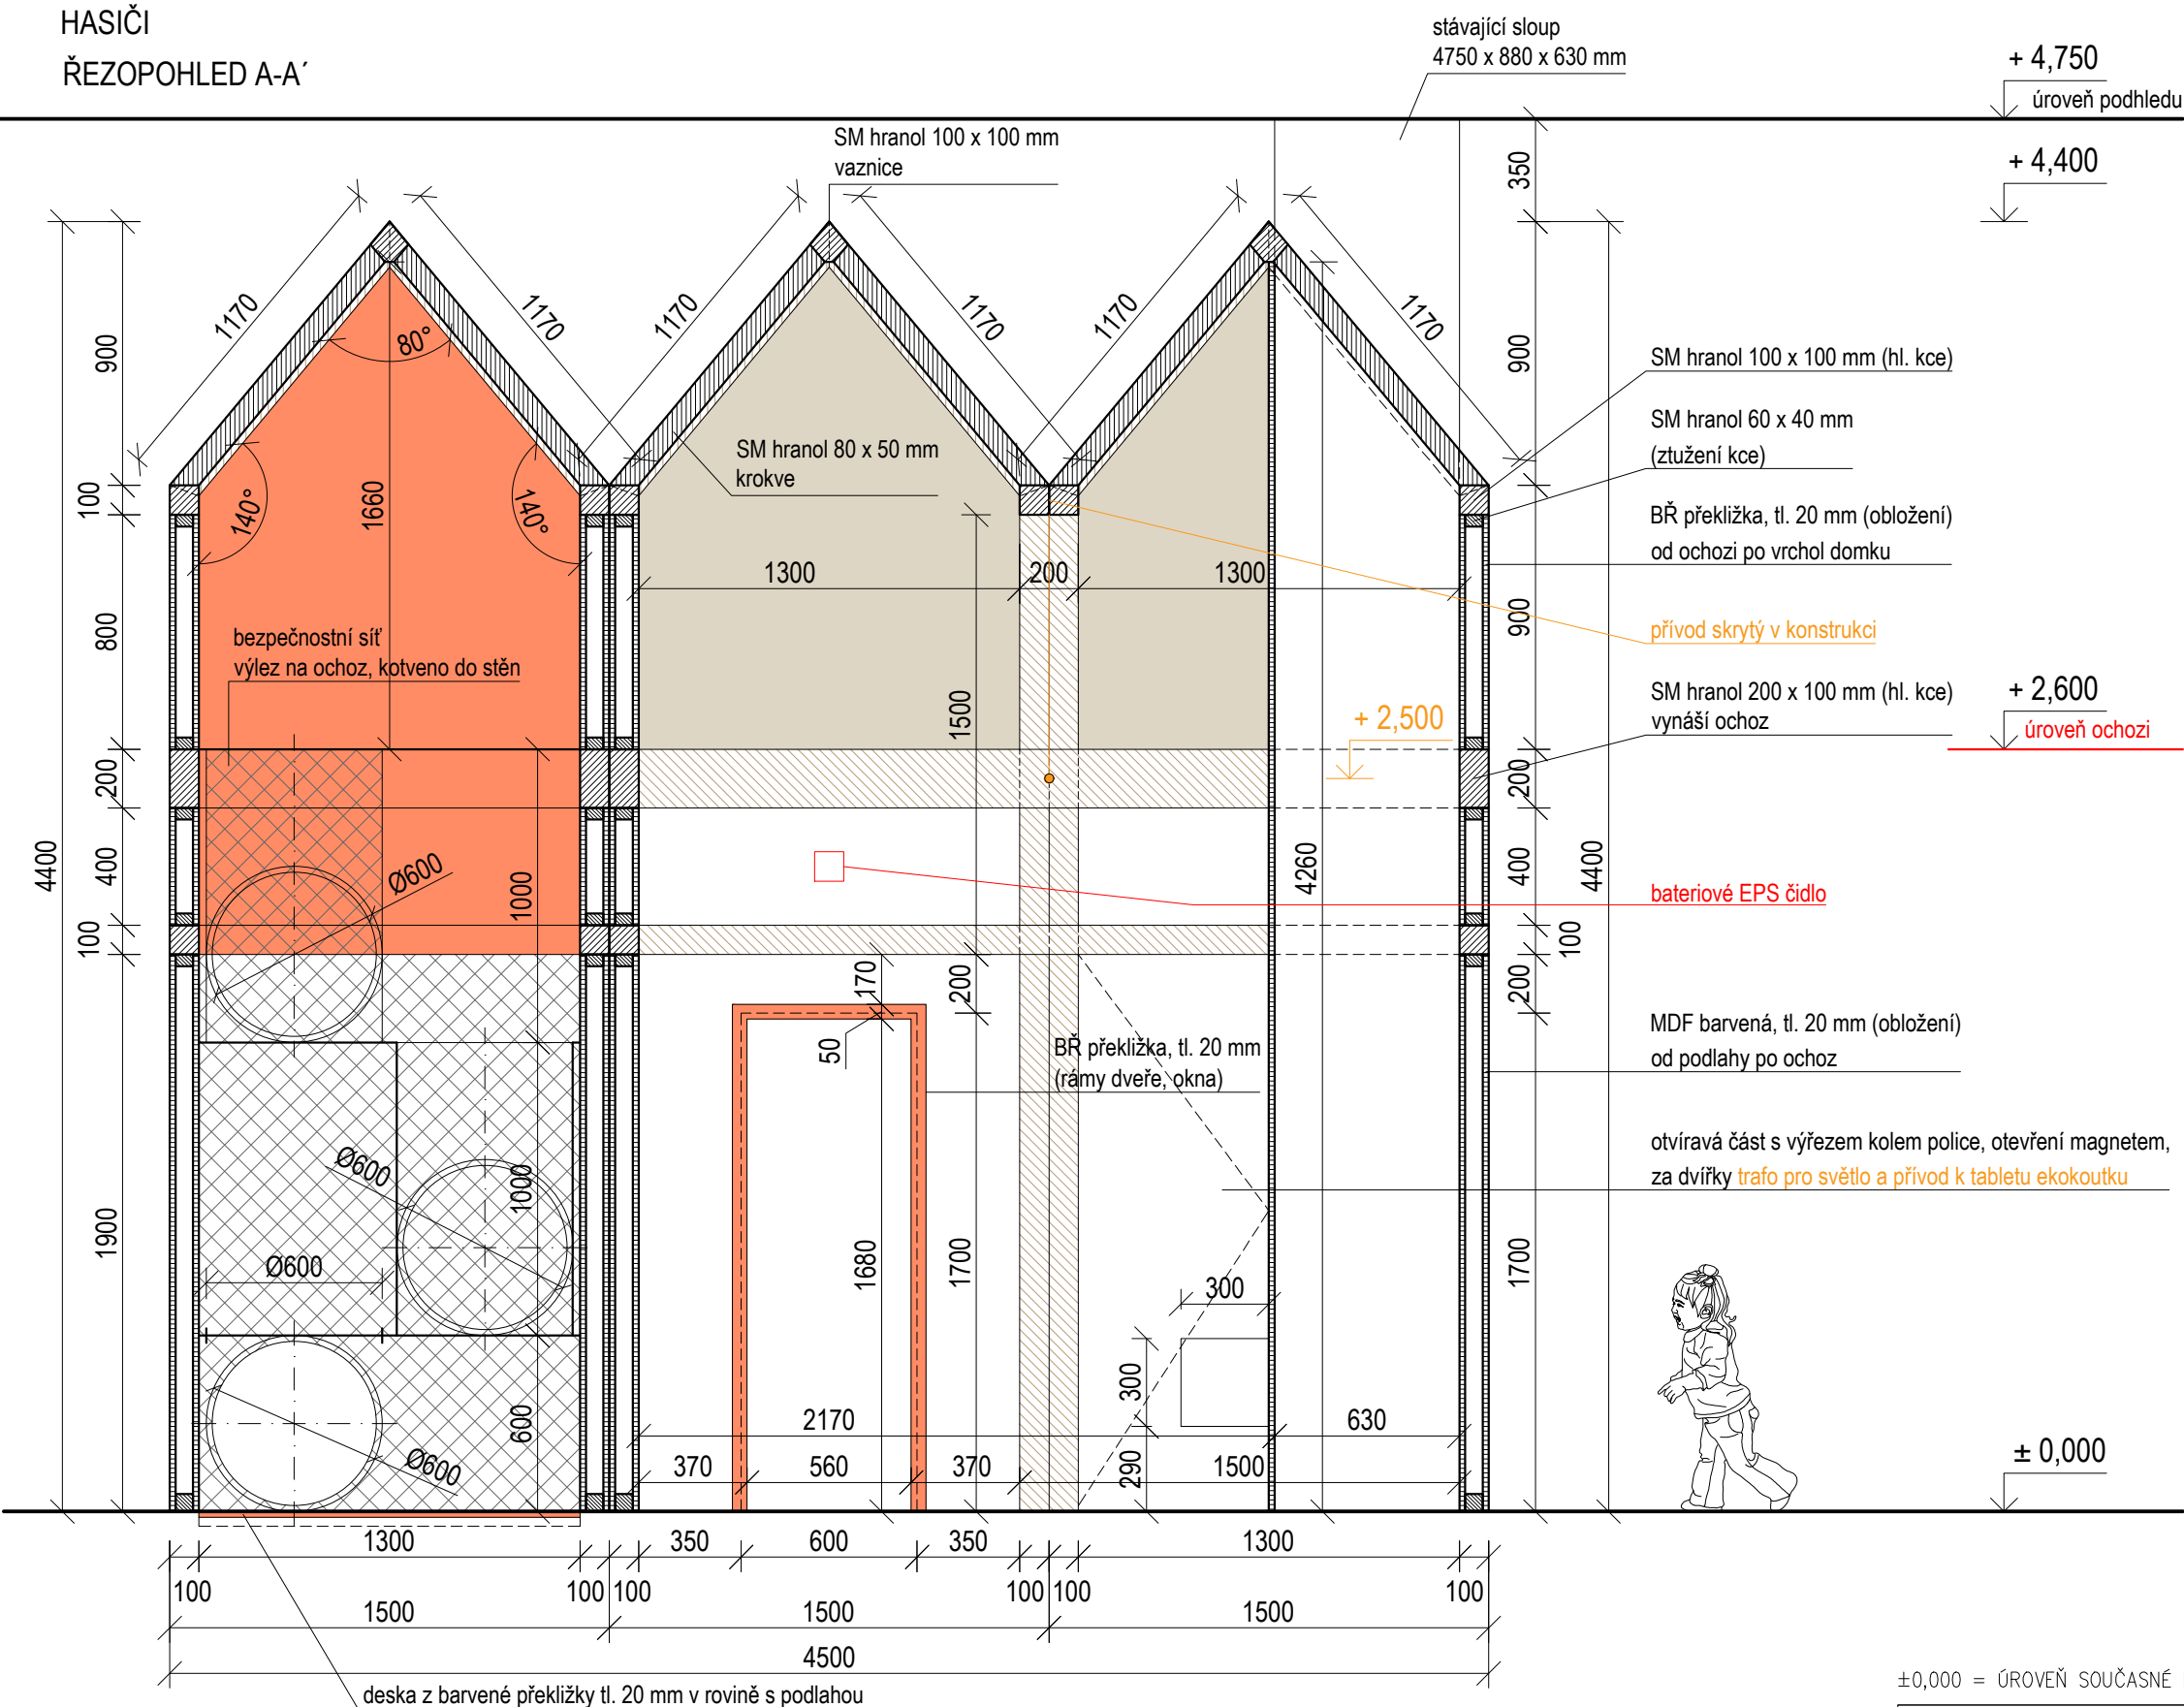 HASIČI
ŘEZOPOHLED A-A´
stávající sloup
4750 x 880 x 630 mm
+ 4,750
úroveň podhledu
SM hranol 100 x 100 mm
vaznice
+ 4,400
350
1170
1170
1170
1170
1170
1170
900
80°
900
SM hranol 100 x 100 mm (hl. kce)
SM hranol 60 x 40 mm
(ztužení kce)
SM hranol 80 x 50 mm
krokve
100
140°
1660
140°
BŘ překližka, tl. 20 mm (obložení)
od ochozi po vrchol domku
1300
200
1300
800
900
bezpečnostní síť
výlez na ochoz, kotveno do stěn
přívod skrytý v konstrukci
1500
+ 2,500
SM hranol 200 x 100 mm (hl. kce)
vynáší ochoz
+ 2,600
úroveň ochozi
200
200
4400
400
Ø600
1000
4260
400
4400
bateriové EPS čidlo
100
100
170
200
200
50
BŘ překližka, tl. 20 mm
(rámy dveře, okna)
MDF barvená, tl. 20 mm (obložení)
od podlahy po ochoz
Ø600
1000
otvíravá část s výřezem kolem police, otevření magnetem,
za dvířky trafo pro světlo a přívod k tabletu ekokoutku
1900
Ø600
1680
1700
300
1700
300
600
2170
630
Ø600
370
560
370
290
1500
± 0,000
1300
350
600
350
1300
100
100
100
100
100
100
1500
1500
1500
4500
deska z barvené překližky tl. 20 mm v rovině s podlahou
±0,000 = ÚROVEŇ SOUČASNÉ